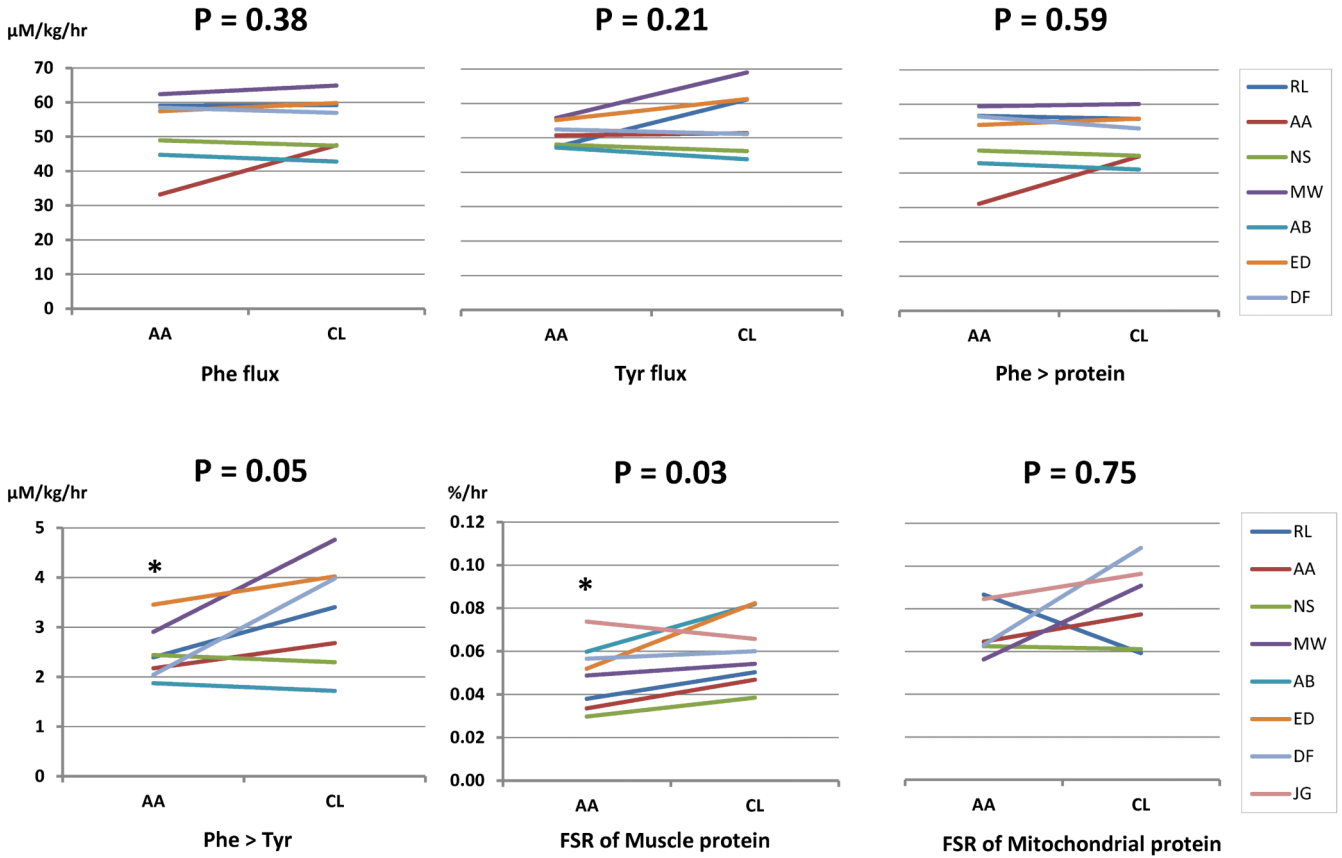 P = 0.38 P = 0.21 P = 0.59
µM/kg/hr
70
60
50
40
30
20
10
0
AA CL AA CL AA CL
Phe flux Tyr flux Phe > protein
RL
AA
NS
MW
AB
ED
DF
P = 0.05 P = 0.03 P = 0.75
µM/kg/hr %/hr
5
4
3
2
1
0
*
AA CL
Phe > Tyr
0.12
0.10
0.08
0.06
0.04
0.02
0.00
*
AA CL
FSR of Muscle protein
AA CL
FSR of Mitochondrial protein
RL
AA
NS
MW
AB
ED
DF
JG